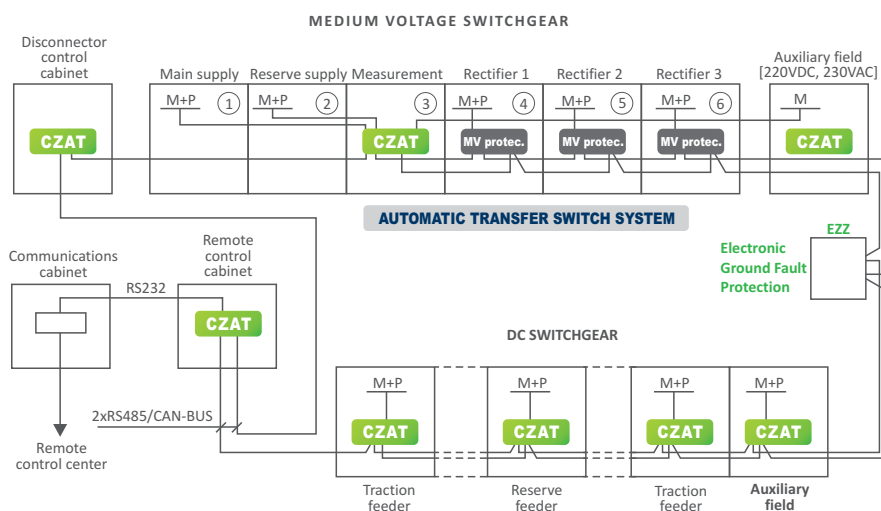 MEDIUM VOLTAGE SWITCHGEAR
Disconnector
control
cabinet
Main supply
Reserve supply
Measurement
Rectifier 1
Rectifier 2
Rectifier 3
Auxiliary field
[220VDC, 230VAC]
M+P
1
M+P
2
3
M+P
4
M+P
5
M+P
6
M
CZAT
CZAT
MV protec.
MV protec.
MV protec.
CZAT
AUTOMATIC TRANSFER SWITCH SYSTEM
EZZ
Electronic
Ground Fault
Protection
Communications
cabinet
Remote
control
cabinet
RS232
CZAT
DC SWITCHGEAR
M+P
M+P
M+P
M+P
2xRS485/CAN-BUS
CZAT
CZAT
CZAT
CZAT
Remote
control center
Traction
feeder
Reserve
feeder
Traction
feeder
Auxiliary
field